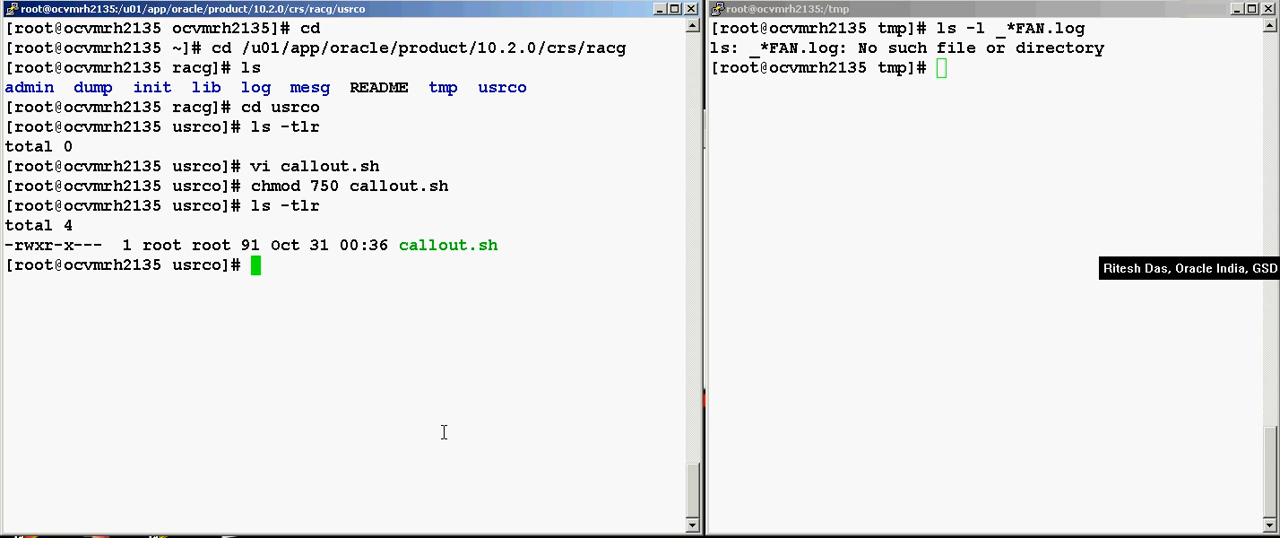 root@ocvmrh2135:/u01/app/oracle/product/10.2.0/crs/racg/usrco
[root@ocvmrh2135 ocvmrh2135]# cd
[root@ocvmrh2135 ~]# cd /u01/app/oracle/product/10.2.0/crs/racg
[root@ocvmrh2135 racg]# ls
admin dump init lib log mesg README tmp usrco
[root@ocvmrh2135 racg]# cd usrco
[root@ocvmrh2135 usrco]# ls -tlr
total 0
[root@ocvmrh2135 usrco]# vi callout.sh
[root@ocvmrh2135 usrco]# chmod 750 callout.sh
[root@ocvmrh2135 usrco]# ls -tlr
total 4
-rwxr-x--- 1 root root 91 Oct 31 00:36 callout.sh
[root@ocvmrh2135 usrco]#
root@ocvmrh2135:/tmp
[root@ocvmrh2135 tmp]# ls -l _*FAN.log
ls: _*FAN.log: No such file or directory
[root@ocvmrh2135 tmp]#
Ritesh Das, Oracle India, GSD